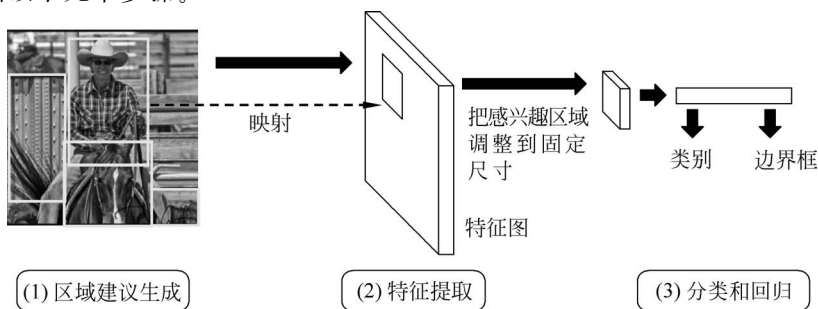 映射
把感兴趣区域
调整到固定
尺寸
特征图
类别
边界框
(1) 区域建议生成
(2) 特征提取
(3) 分类和回归